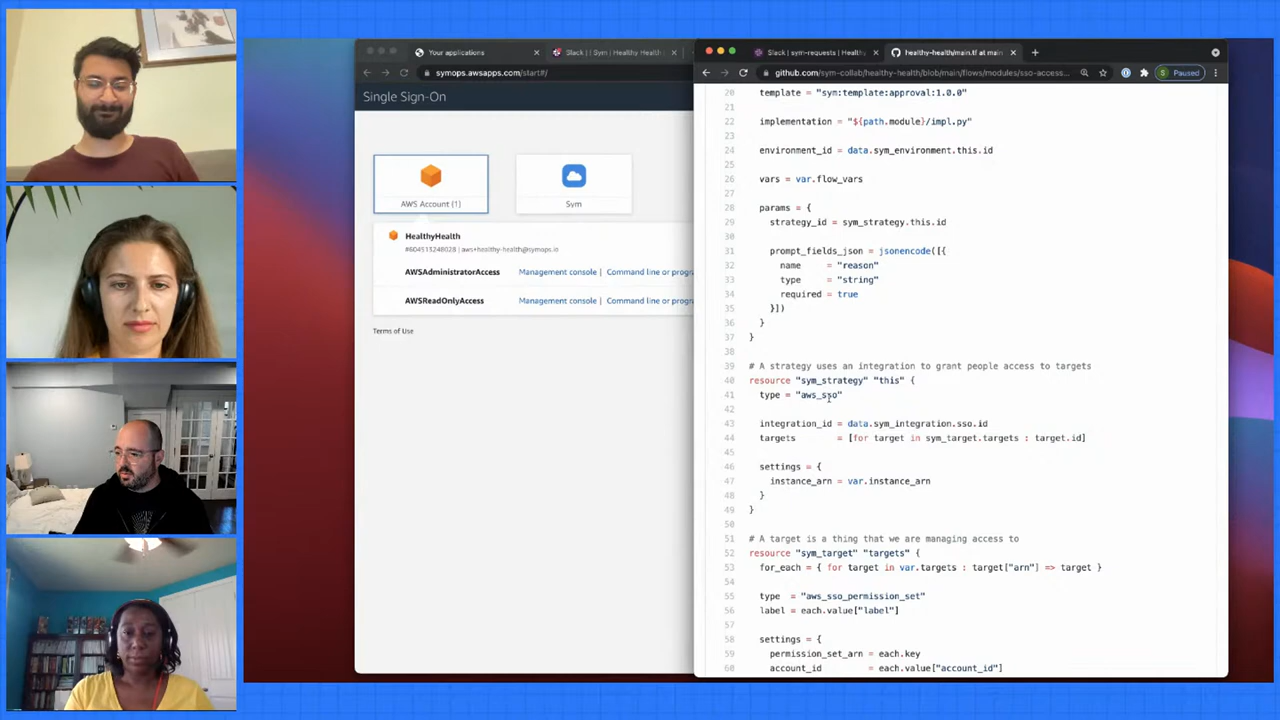 Your applications
Slack | | Sym | Healthy Health
symops.awsapps.com/start#/
Single Sign-On
AWS Account (1)
Sym
HealthyHealth
#604513240028 | aws+healthy-health@symops.io
AWSAdministratorAccess
Management console | Command line or progra
AWSReadOnlyAccess
Management console | Command line or progra
Terms of Use
Slack | sym-requests | Health
healthy-health/main.tf at main
github.com/sym-collab/healthy-health/blob/main/flows/modules/sso-access...
S Paused
20 template = "sym:template:approval:1.0.0"
21
22 implementation = "${path.module}/impl.py"
23
24 environment_id = data.sym_environment.this.id
25
26 vars = var.flow_vars
27
28 params = {
29 strategy_id = sym_strategy.this.id
30
31 prompt_fields_json = jsonencode([{
32 name = "reason"
33 type = "string"
34 required = true
35 }])
36 }
37 }
38
39 # A strategy uses an integration to grant people access to targets
40 resource "sym_strategy" "this" {
41 type = "aws_sso"
42
43 integration_id = data.sym_integration.sso.id
44 targets = [for target in sym_target.targets : target.id]
45
46 settings = {
47 instance_arn = var.instance_arn
48 }
49 }
50
51 # A target is a thing that we are managing access to
52 resource "sym_target" "targets" {
53 for_each = { for target in var.targets : target["arn"] => target }
54
55 type = "aws_sso_permission_set"
56 label = each.value["label"]
57
58 settings = {
59 permission_set_arn = each.key
60 account_id = each.value["account_id"]